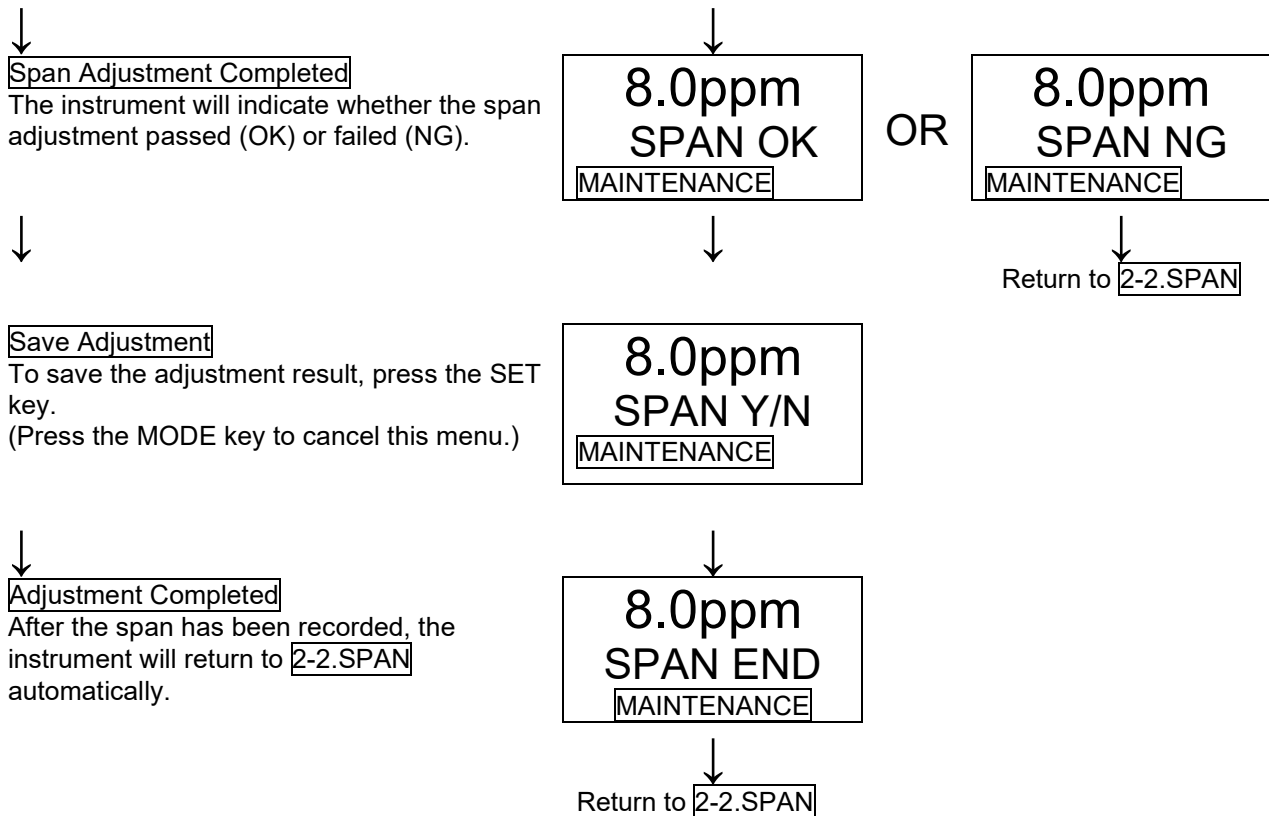 ↓
↓
Span Adjustment Completed
The instrument will indicate whether the span
adjustment passed (OK) or failed (NG).
8.0ppm
SPAN OK
MAINTENANCE
OR
8.0ppm
SPAN NG
MAINTENANCE
↓
↓
↓
Return to 2-2.SPAN
Save Adjustment
To save the adjustment result, press the SET
key.
(Press the MODE key to cancel this menu.)
8.0ppm
SPAN Y/N
MAINTENANCE
↓
↓
Adjustment Completed
After the span has been recorded, the
instrument will return to 2-2.SPAN
automatically.
8.0ppm
SPAN END
MAINTENANCE
↓
Return to 2-2.SPAN